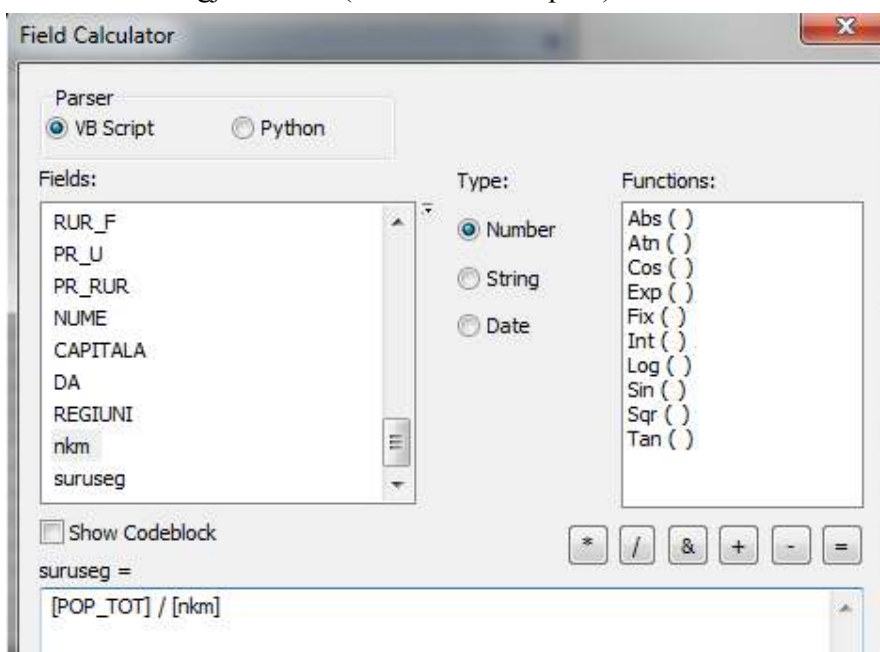 Field Calculator
Parser
VB Script Python
Fields:
RUR_F
PR_U
PR_RUR
NUME
CAPITALA
DA
REGIUNI
nkm
suruseg
Type:
Number
String
Date
Functions:
Abs ( )
Atn ( )
Cos ( )
Exp ( )
Fix ( )
Int ( )
Log ( )
Sin ( )
Sqr ( )
Tan ( )
Show Codeblock
* / & + - =
suruseg =
[POP_TOT] / [nkm]